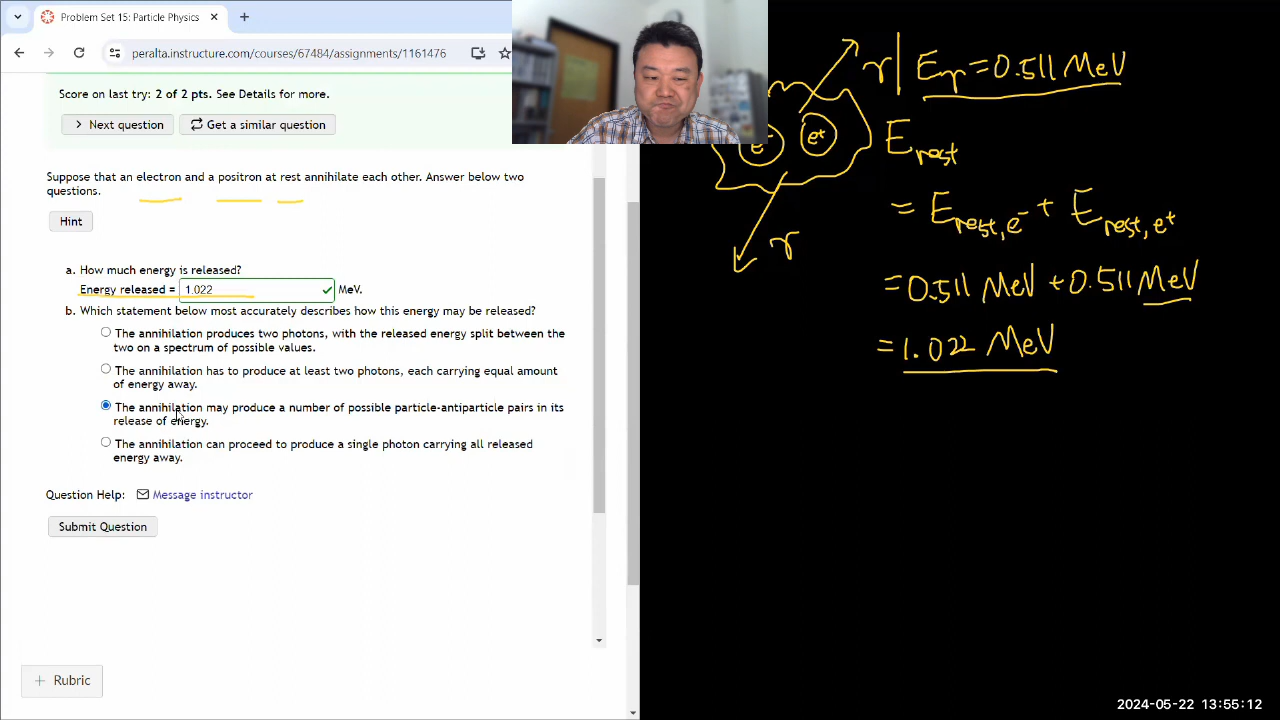 Problem Set 15: Particle Physics
peralta.instructure.com/courses/67484/assignments/1161476
Score on last try: 2 of 2 pts. See Details for more.
Next question
Get a similar question
Suppose that an electron and a positron at rest annihilate each other. Answer below two
questions.
Hint
a. How much energy is released?
Energy released = 1.022 MeV.
b. Which statement below most accurately describes how this energy may be released?
The annihilation produces two photons, with the released energy split between the
two on a spectrum of possible values.
The annihilation has to produce at least two photons, each carrying equal amount
of energy away.
The annihilation may produce a number of possible particle-antiparticle pairs in its
release of energy.
The annihilation can proceed to produce a single photon carrying all released
energy away.
Question Help: Message instructor
Submit Question
+ Rubric
γ | Eγ = 0.511 MeV
e⁻ e⁺
E_rest
= E_rest,e⁻ + E_rest,e⁺
γ
= 0.511 MeV + 0.511 MeV
= 1.022 MeV
2024-05-22 13:55:12